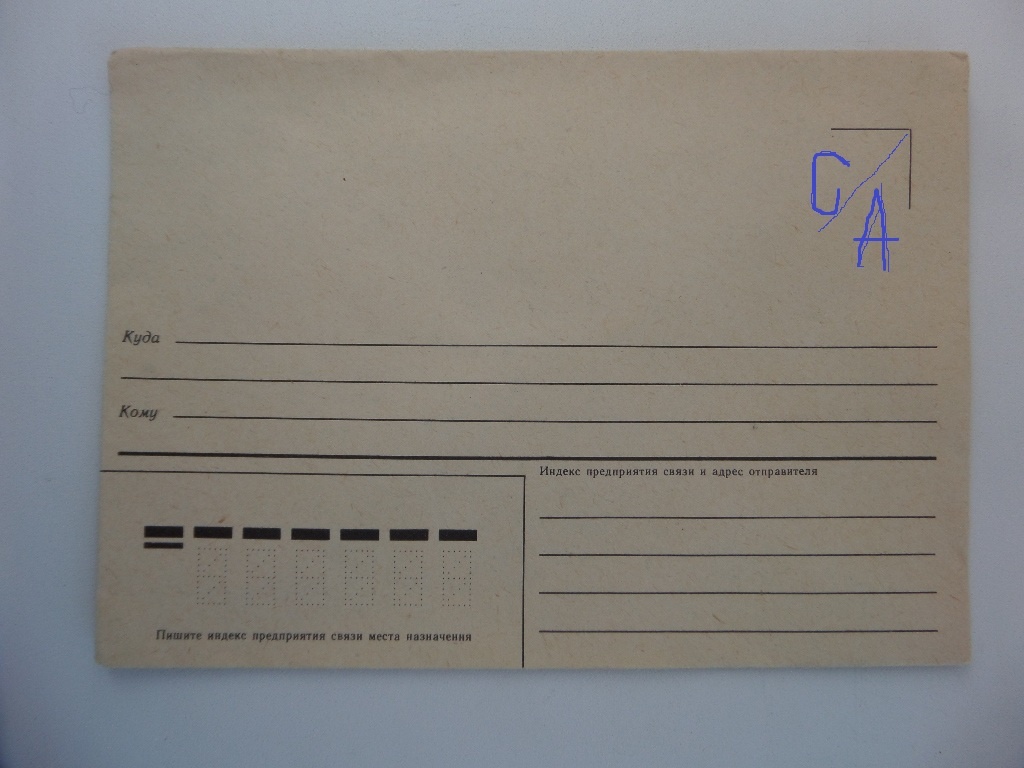 С/А
Куда
Кому
Индекс предприятия связи и адрес отправителя
Пишите индекс предприятия связи места назначения